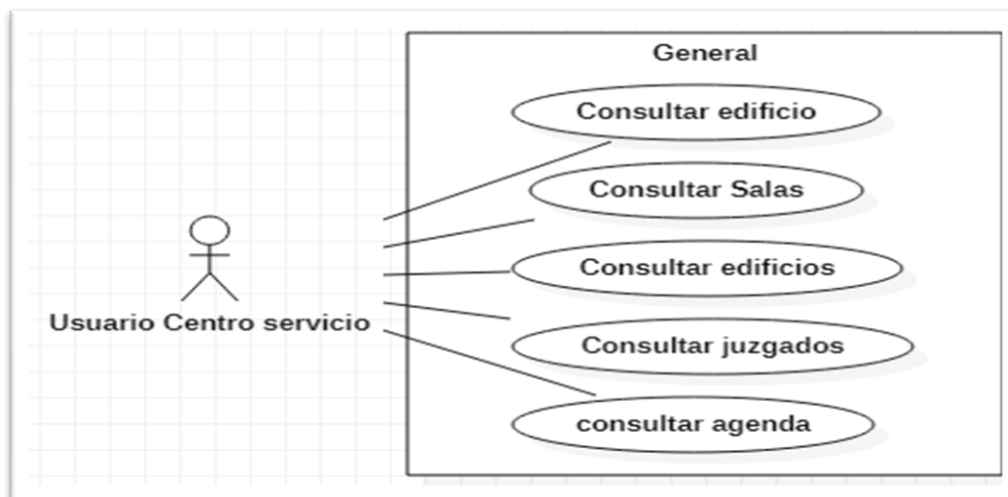 General
Consultar edificio
Consultar Salas
Consultar edificios
Usuario Centro servicio
Consultar juzgados
consultar agenda